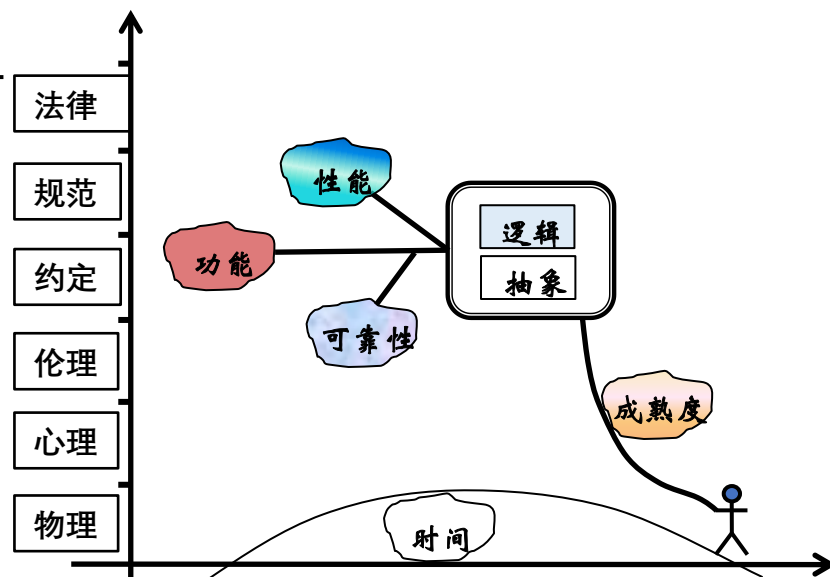 法律
规范
约定
伦理
心理
物理
性能
功能
可靠性
逻辑
抽象
成熟度
时间